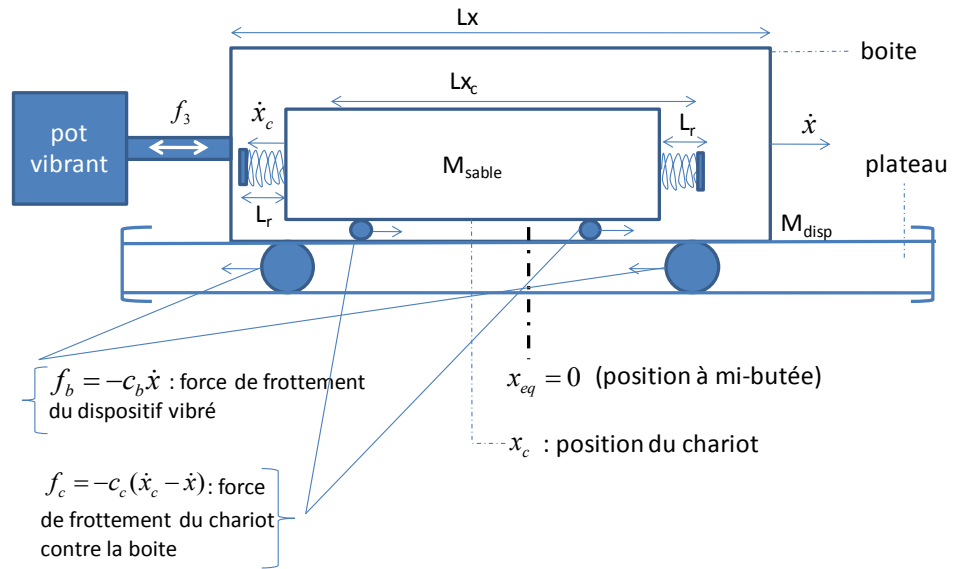 Lx
boite
Lx_c
f_3
ẋ_c
L_r
ẋ
pot
vibrant
M_sable
plateau
L_r
M_disp
f_b = −c_b ẋ : force de frottement
du dispositif vibré
x_eq = 0 (position à mi-butée)
x_c : position du chariot
f_c = −c_c(ẋ_c − ẋ) : force
de frottement du chariot
contre la boite